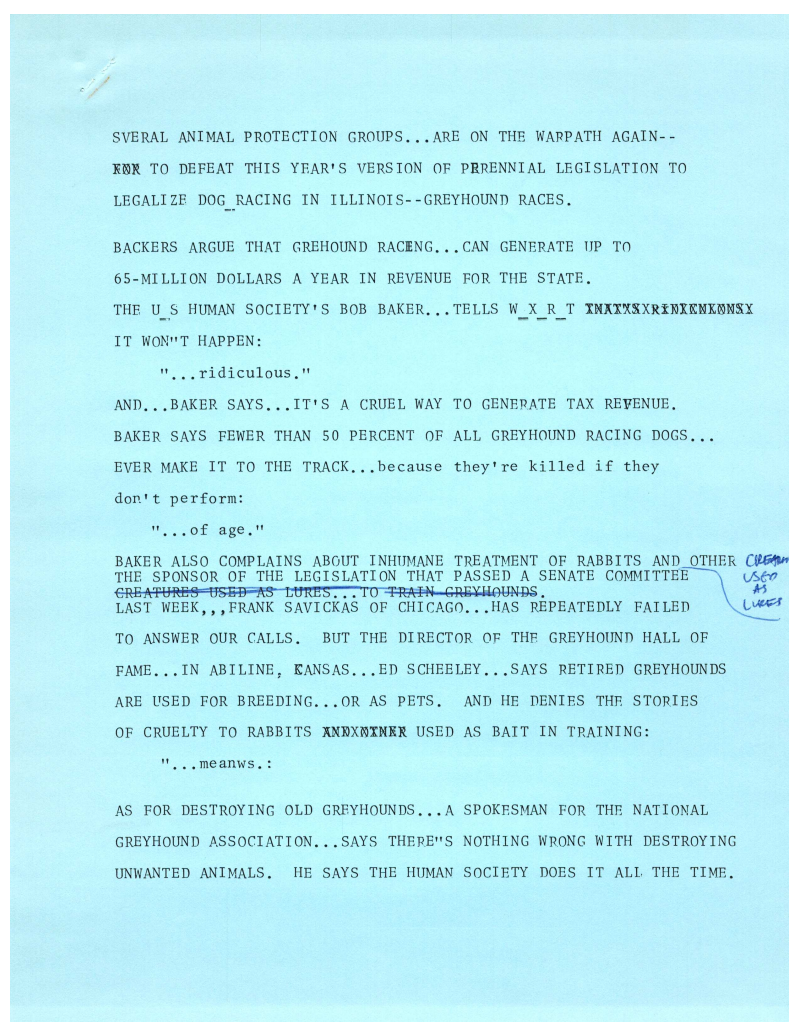 SVERAL ANIMAL PROTECTION GROUPS...ARE ON THE WARPATH AGAIN--
FOR TO DEFEAT THIS YEAR'S VERSION OF PRRENNIAL LEGISLATION TO
LEGALIZE DOG_RACING IN ILLINOIS--GREYHOUND RACES.
BACKERS ARGUE THAT GREHOUND RACING...CAN GENERATE UP TO
65-MILLION DOLLARS A YEAR IN REVENUE FOR THE STATE.
THE U_S HUMAN SOCIETY'S BOB BAKER...TELLS W_X_R_T
IT WON"T HAPPEN:
"...ridiculous."
AND...BAKER SAYS...IT'S A CRUEL WAY TO GENERATE TAX REVENUE.
BAKER SAYS FEWER THAN 50 PERCENT OF ALL GREYHOUND RACING DOGS...
EVER MAKE IT TO THE TRACK...because they're killed if they
don't perform:
"...of age."
BAKER ALSO COMPLAINS ABOUT INHUMANE TREATMENT OF RABBITS AND OTHER
USED
AS
LURES
THE SPONSOR OF THE LEGISLATION THAT PASSED A SENATE COMMITTEE
CREATURES USED AS LURES...TO TRAIN GREYHOUNDS.
LAST WEEK,,,FRANK SAVICKAS OF CHICAGO...HAS REPEATEDLY FAILED
TO ANSWER OUR CALLS. BUT THE DIRECTOR OF THE GREYHOUND HALL OF
FAME...IN ABILINE, KANSAS...ED SCHEELEY...SAYS RETIRED GREYHOUNDS
ARE USED FOR BREEDING...OR AS PETS. AND HE DENIES THE STORIES
OF CRUELTY TO RABBITS USED AS BAIT IN TRAINING:
"...meanws.:
AS FOR DESTROYING OLD GREYHOUNDS...A SPOKESMAN FOR THE NATIONAL
GREYHOUND ASSOCIATION...SAYS THERE"S NOTHING WRONG WITH DESTROYING
UNWANTED ANIMALS. HE SAYS THE HUMAN SOCIETY DOES IT ALL THE TIME.